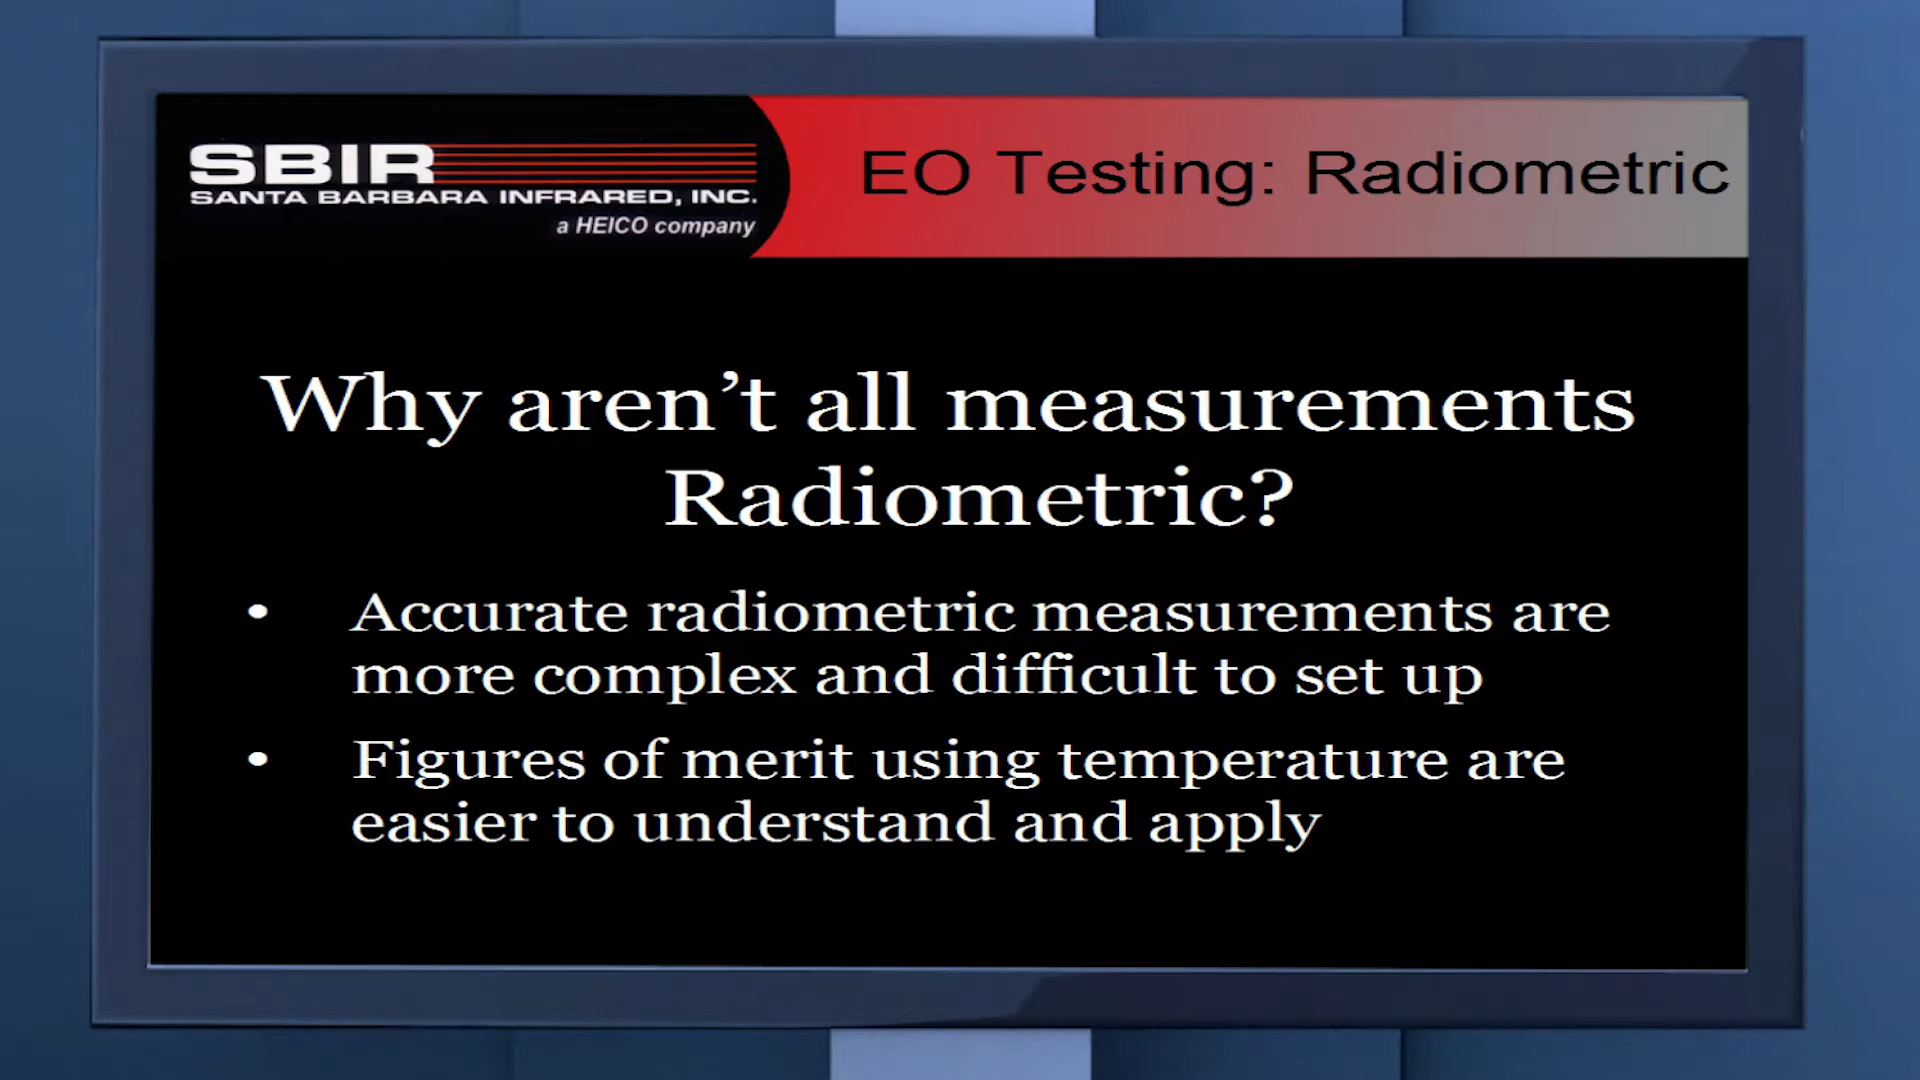 SBIR
SANTA BARBARA INFRARED, INC.
a HEICO company
EO Testing: Radiometric
Why aren’t all measurements
Radiometric?
• Accurate radiometric measurements are
more complex and difficult to set up
• Figures of merit using temperature are
easier to understand and apply